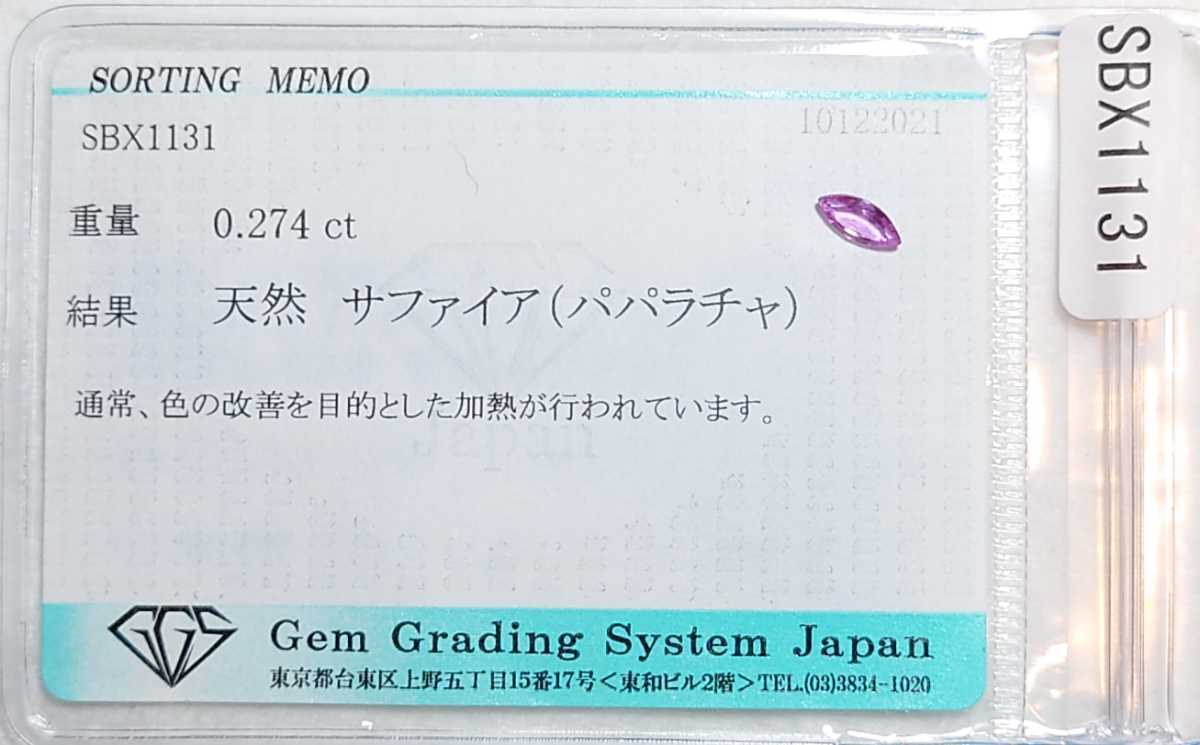 SORTING MEMO
SBX1131
10122021
重量 0.274 ct
結果 天然 サファイア(パパラチャ)
通常、色の改善を目的とした加熱が行われています。
GGS
Gem Grading System Japan
東京都台東区上野五丁目15番17号<東和ビル2階>TEL.(03)3834-1020
SBX1131